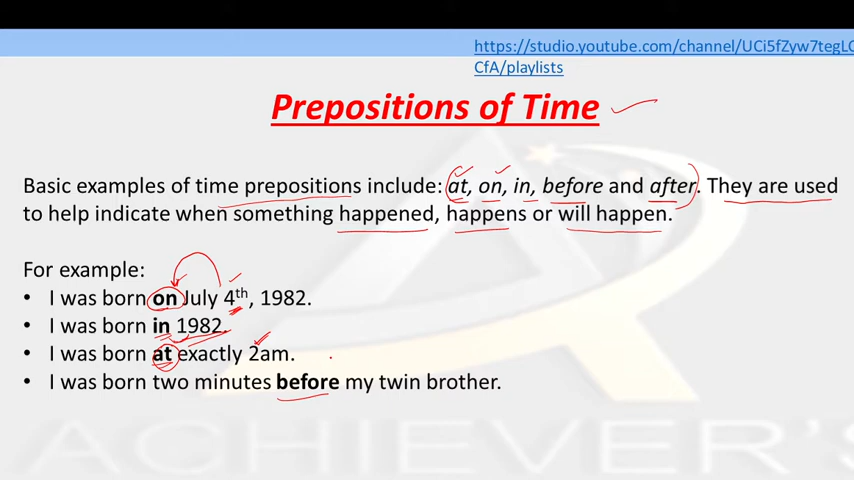 https://studio.youtube.com/channel/UCi5fZyw7tegLC
CfA/playlists
Prepositions of Time
Basic examples of time prepositions include: at, on, in, before and after. They are used
to help indicate when something happened, happens or will happen.
For example:
• I was born on July 4th, 1982.
• I was born in 1982.
• I was born at exactly 2am.
• I was born two minutes before my twin brother.
ACHIEVER'S